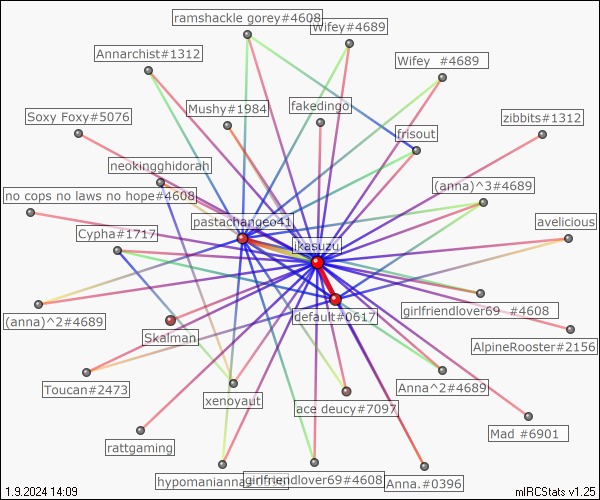 ramshackle gorey#4608
Wifey#4689
Annarchist#1312
Wifey  #4689
Mushy#1984
fakedingo
Soxy Foxy#5076
zibbits#1312
frisout
neokingghidorah
no cops no laws no hope#4608
(anna)^3#4689
pastachangeo41
Cypha#1717
ikasuzu
avelicious
girlfriendlover69  #4608
default#0617
(anna)^2#4689
Skalman
AlpineRooster#2156
Toucan#2473
Anna^2#4689
xenoyaut
ace deucy#7097
Mad #6901
rattgaming
hypomanianna
girlfriendlover69#4608
Anna.#0396
1.9.2024 14:09
mIRCStats v1.25